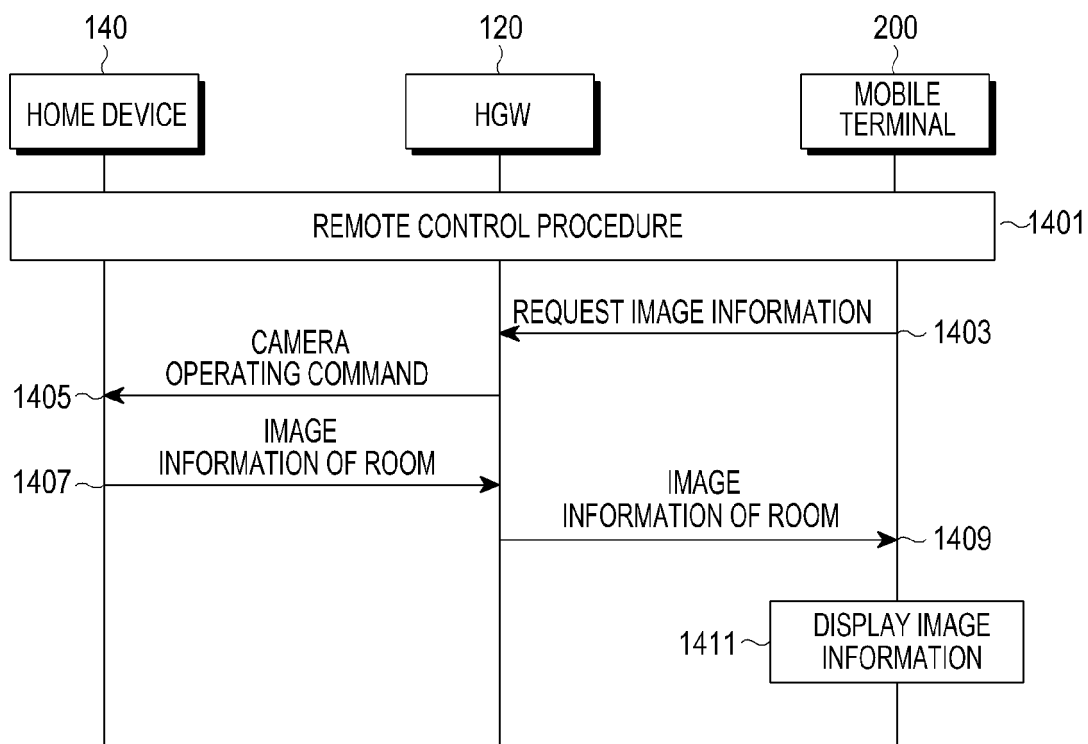 140
120
200
HOME DEVICE
HGW
MOBILE
TERMINAL
REMOTE CONTROL PROCEDURE
1401
REQUEST IMAGE INFORMATION
1403
CAMERA
OPERATING COMMAND
1405
IMAGE
INFORMATION OF ROOM
1407
IMAGE
INFORMATION OF ROOM
1409
1411
DISPLAY IMAGE
INFORMATION